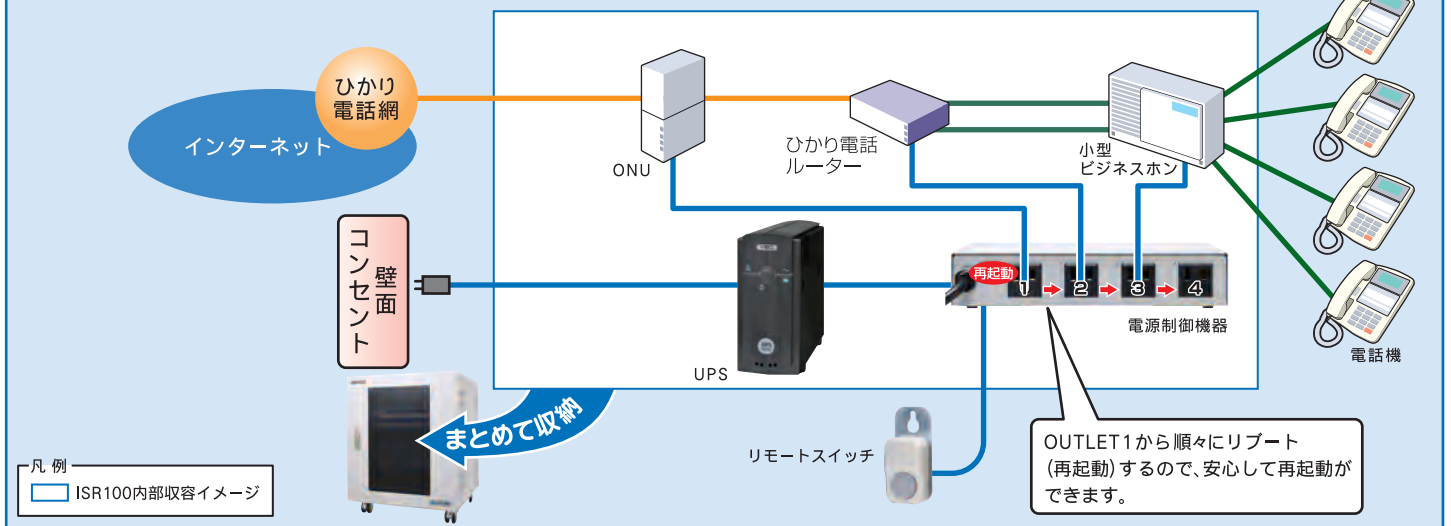 ひかり
電話網
インターネット
ONU
ひかり電話
ルーター
小型
ビジネスホン
壁面
コンセント
再起動
1
2
3
4
電源制御機器
電話機
UPS
まとめて収納
リモートスイッチ
OUTLET1から順々にリブート
(再起動)するので、安心して再起動が
できます。
凡例
ISR100内部収容イメージ